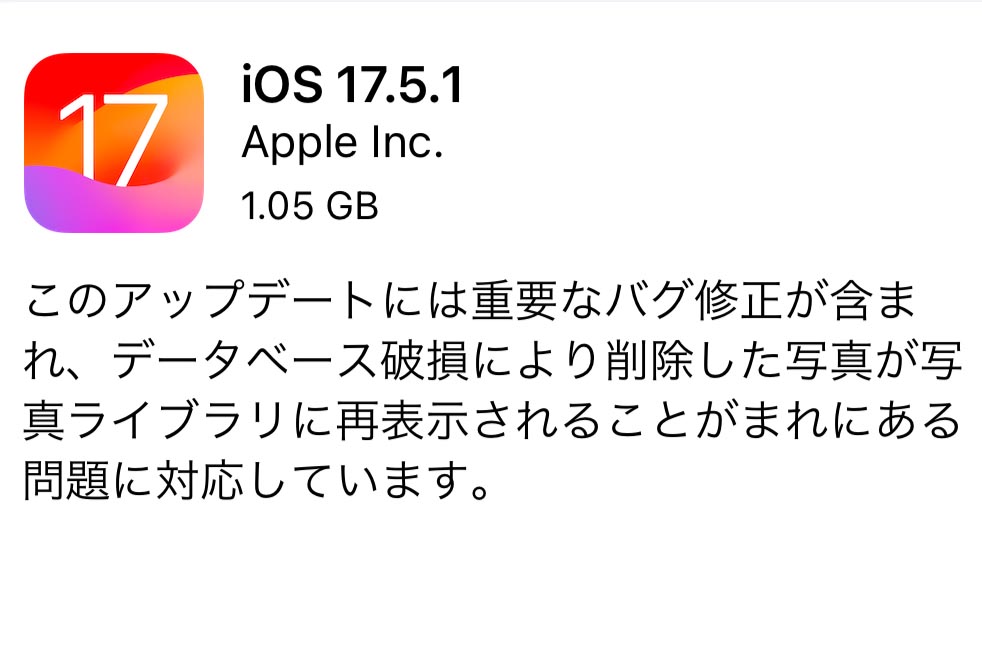 17
iOS 17.5.1
Apple Inc.
1.05 GB
このアップデートには重要なバグ修正が含ま
れ、データベース破損により削除した写真が写
真ライブラリに再表示されることがまれにある
問題に対応しています。